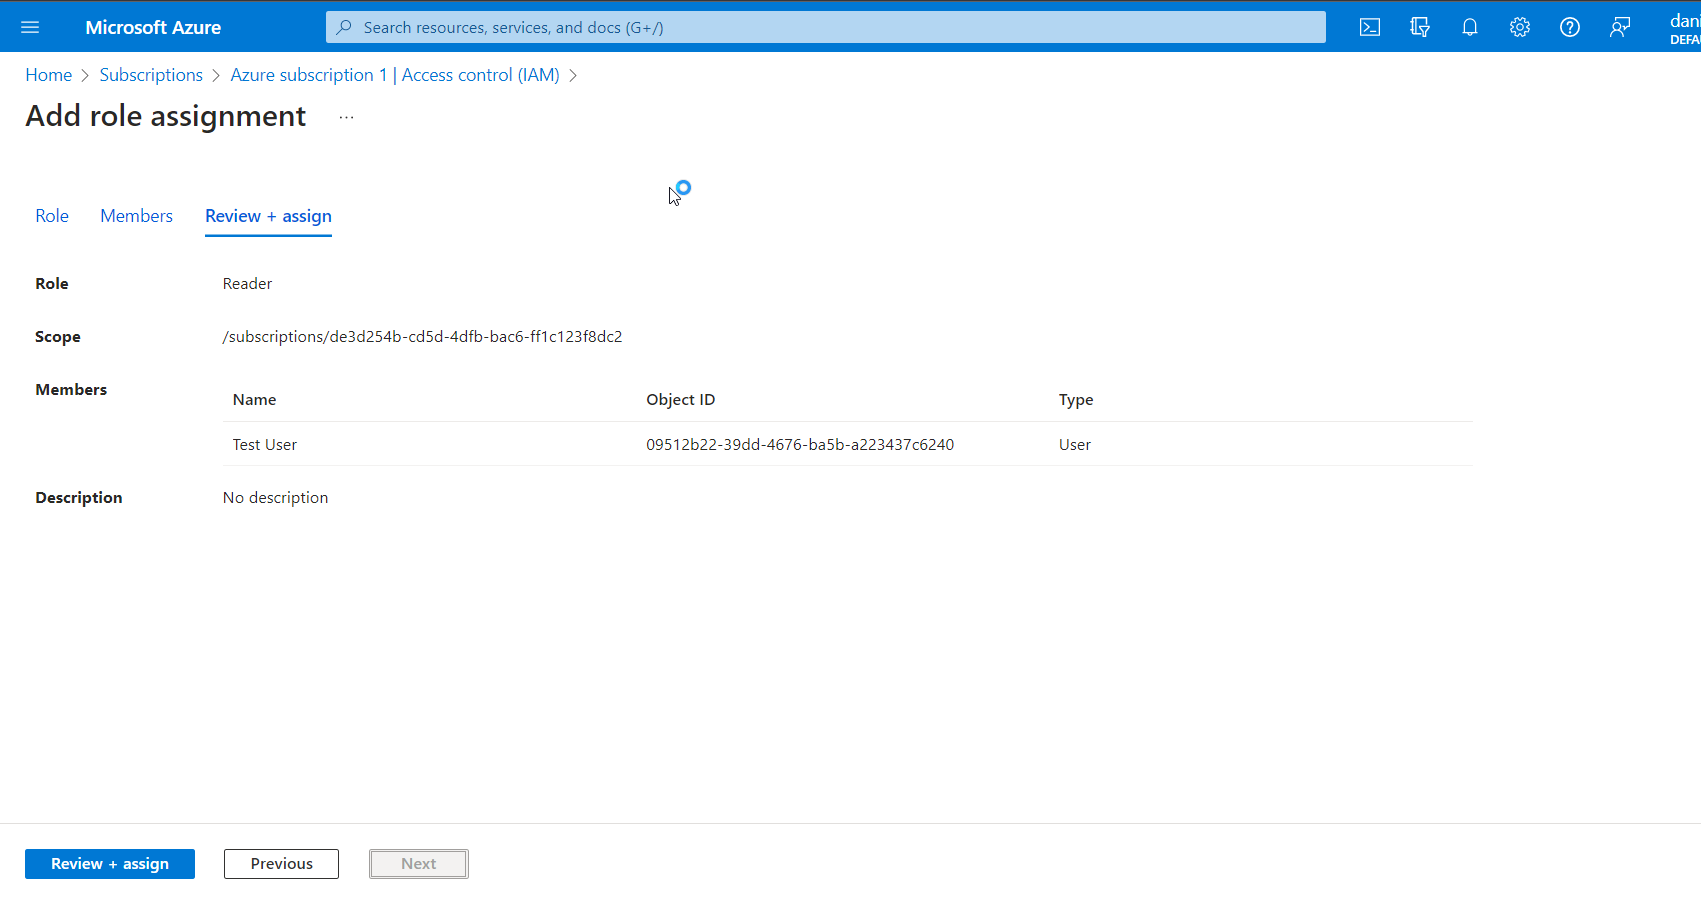 Microsoft Azure
Search resources, services, and docs (G+/)
dani
DEFAU
Home > Subscriptions > Azure subscription 1 | Access control (IAM) >
Add role assignment ...
Role Members Review + assign
Role Reader
Scope /subscriptions/de3d254b-cd5d-4dfb-bac6-ff1c123f8dc2
Members
Name Object ID Type
Test User 09512b22-39dd-4676-ba5b-a223437c6240 User
Description No description
Review + assign Previous Next